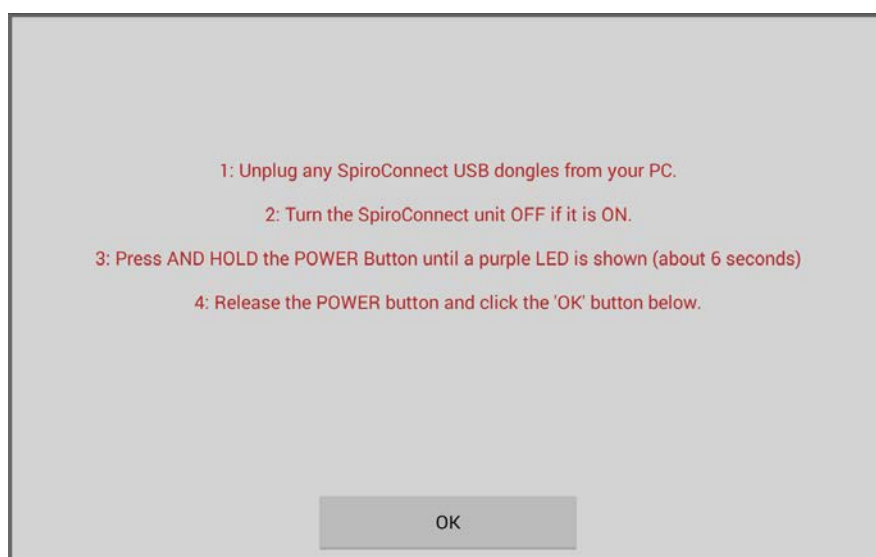 1: Unplug any SpiroConnect USB dongles from your PC.
2: Turn the SpiroConnect unit OFF if it is ON.
3: Press AND HOLD the POWER Button until a purple LED is shown (about 6 seconds)
4: Release the POWER button and click the 'OK' button below.
OK